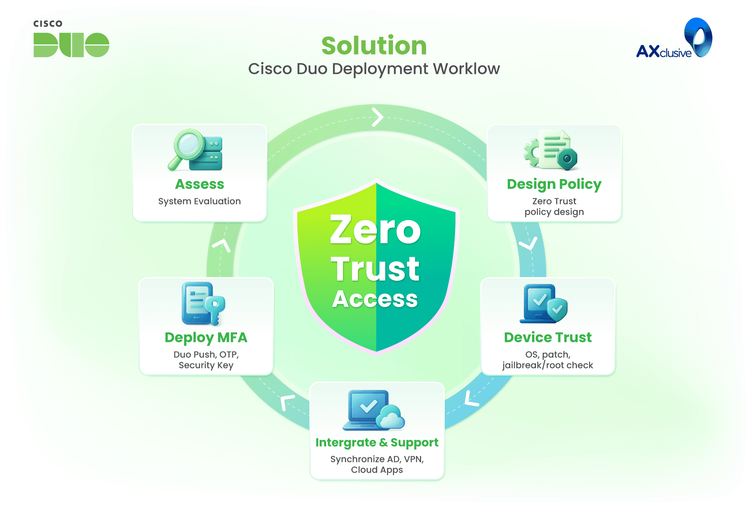 CISCO
DUO
Solution
Cisco Duo Deployment Worklow
AXclusive
Assess
System Evaluation
Design Policy
Zero Trust
policy design
Zero
Trust
Access
Deploy MFA
Duo Push, OTP,
Security Key
Device Trust
OS, patch,
jailbreak/root check
Intergrate & Support
Synchronize AD, VPN,
Cloud Apps